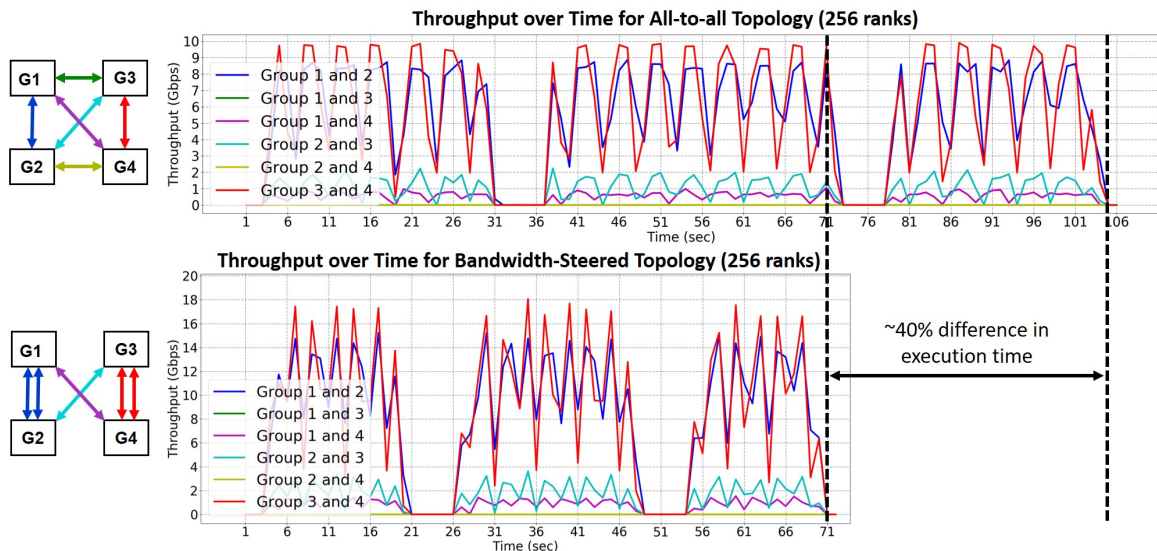 Throughput over Time for All-to-all Topology (256 ranks)
G1
G3
G2
G4
Throughput (Gbps)
10
9
8
7
6
5
4
3
2
1
0
Group 1 and 2
Group 1 and 3
Group 1 and 4
Group 2 and 3
Group 2 and 4
Group 3 and 4
1 6 11 16 21 26 31 36 41 46 51 56 61 66 71 76 81 86 91 96 101 106
Time (sec)
Throughput over Time for Bandwidth-Steered Topology (256 ranks)
G1
G3
G2
G4
Throughput (Gbps)
20
18
16
14
12
10
8
6
4
2
0
Group 1 and 2
Group 1 and 3
Group 1 and 4
Group 2 and 3
Group 2 and 4
Group 3 and 4
1 6 11 16 21 26 31 36 41 46 51 56 61 66 71
Time (sec)
~40% difference in
execution time